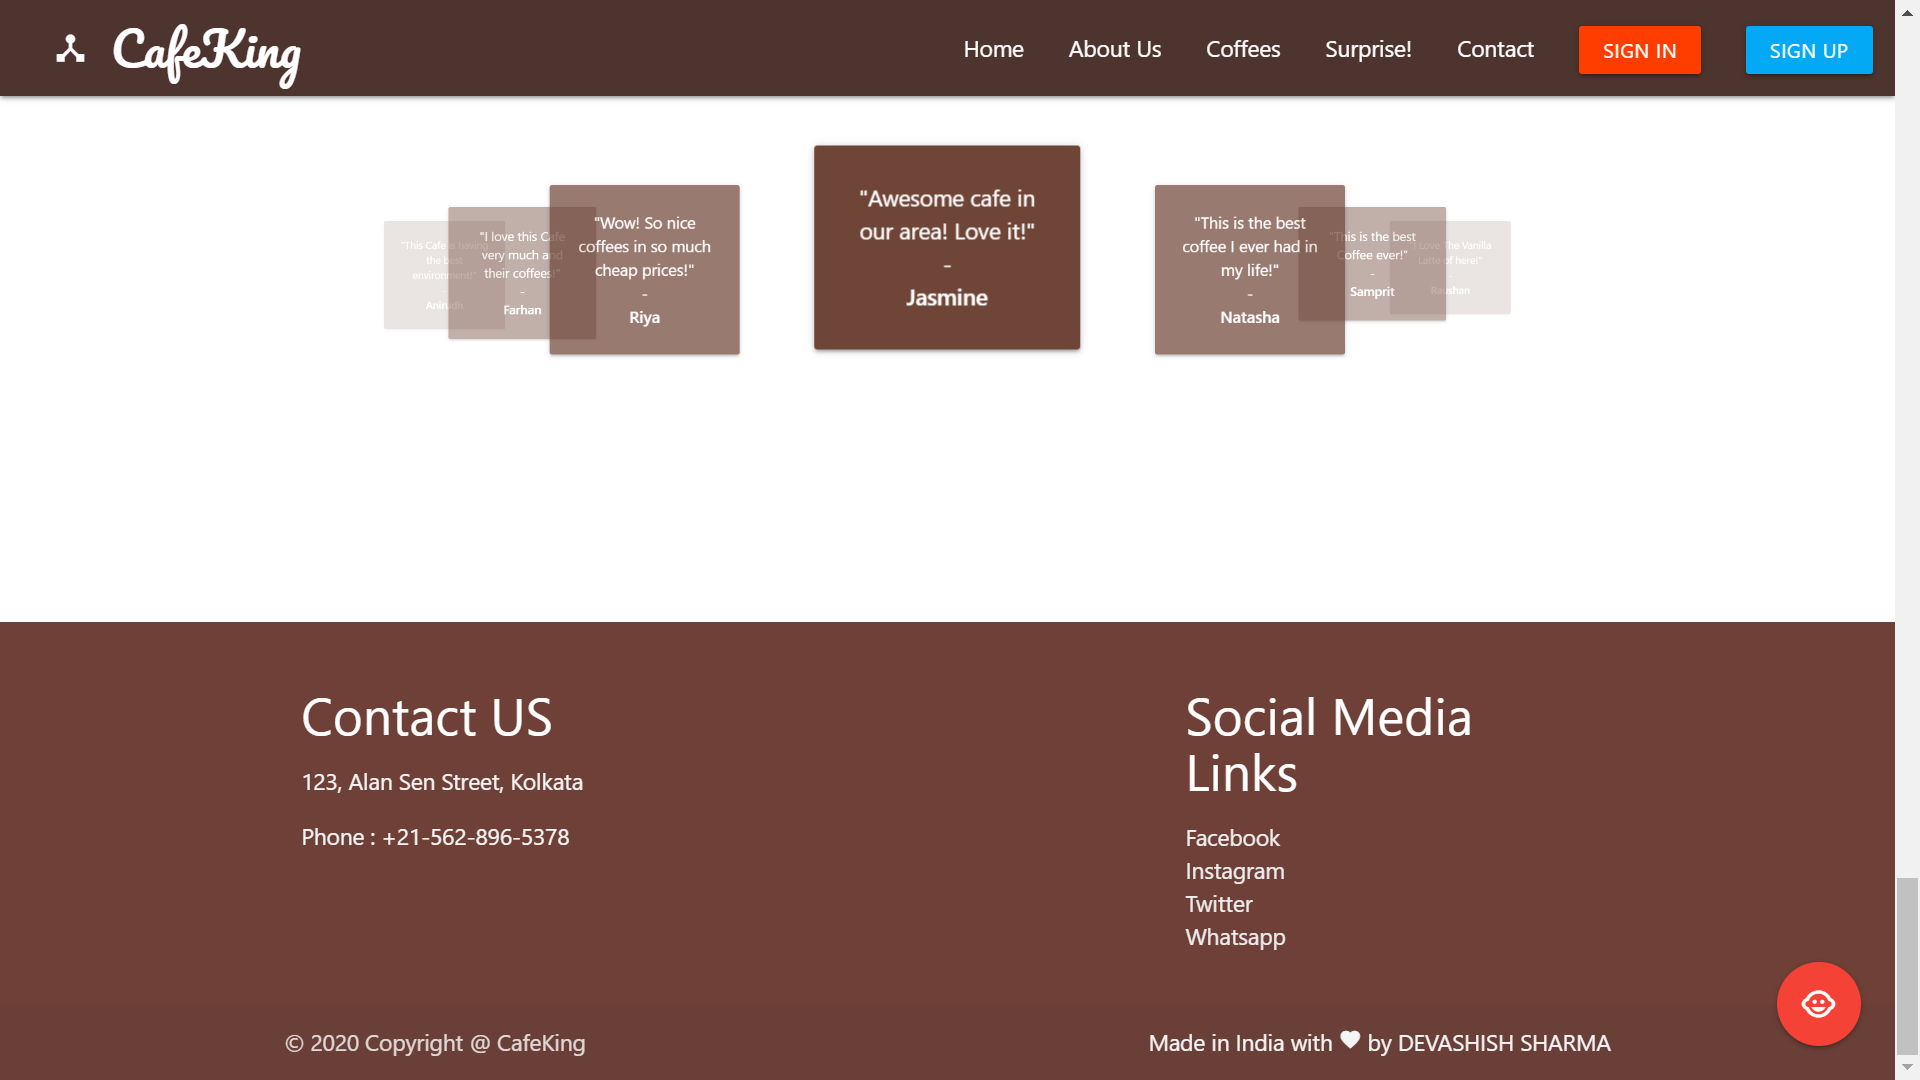 CafeKing
Home
About Us
Coffees
Surprise!
Contact
SIGN IN
SIGN UP
"This Cafe is having
the best
environment!"
-
Anirudh
"I love this Cafe
very much and
their coffees!"
-
Farhan
"Wow! So nice
coffees in so much
cheap prices!"
-
Riya
"Awesome cafe in
our area! Love it!"
-
Jasmine
"This is the best
coffee I ever had in
my life!"
-
Natasha
"This is the best
Coffee ever!"
-
Samprit
"I Love The Vanilla
Latte of here!"
-
Raushan
Contact US
123, Alan Sen Street, Kolkata
Phone : +21-562-896-5378
Social Media
Links
Facebook
Instagram
Twitter
Whatsapp
© 2020 Copyright @ CafeKing
Made in India with ♥ by DEVASHISH SHARMA